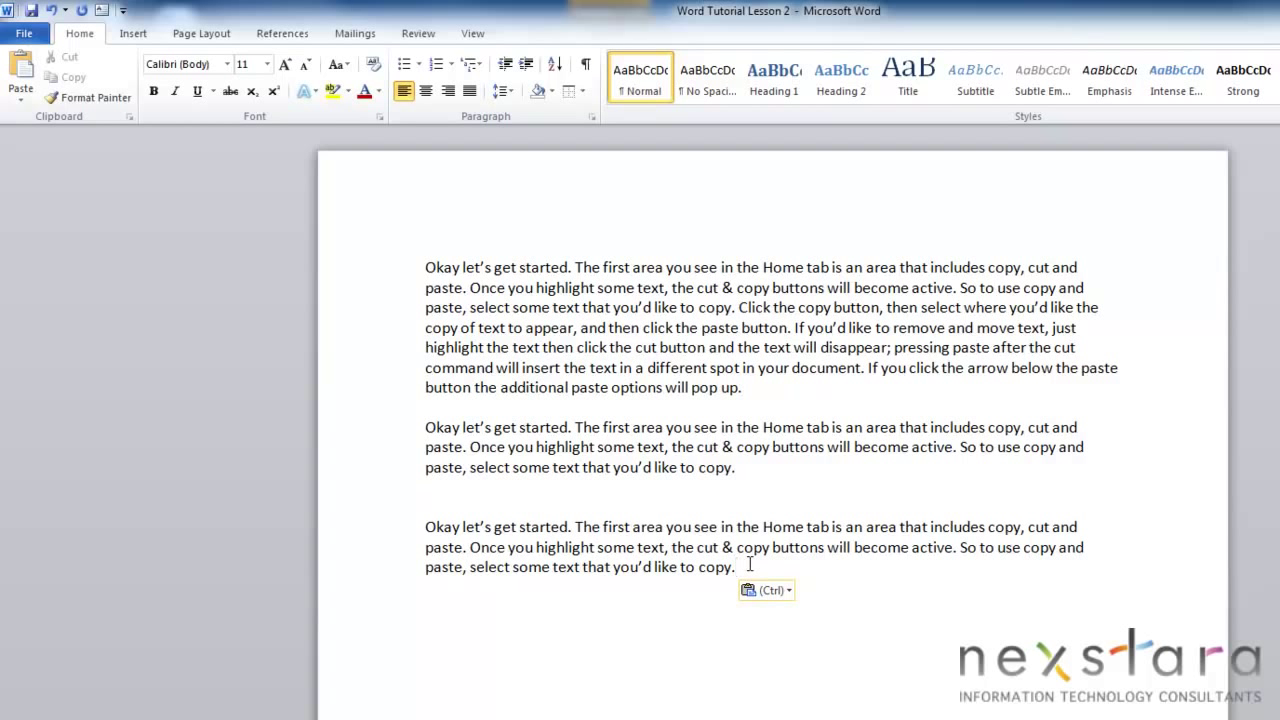 Word Tutorial Lesson 2 - Microsoft Word
File Home Insert Page Layout References Mailings Review View
Cut
Copy
Paste
Format Painter
Clipboard
Calibri (Body) 11
Font
Paragraph
AaBbCcDc AaBbCcDc AaBbC( AaBbCc AaB AaBbCc. AaBbCcDc AaBbCcDc AaBbCcDc AaBbCcDc
¶ Normal ¶ No Spaci... Heading 1 Heading 2 Title Subtitle Subtle Em... Emphasis Intense E... Strong
Styles
Okay let’s get started. The first area you see in the Home tab is an area that includes copy, cut and
paste. Once you highlight some text, the cut & copy buttons will become active. So to use copy and
paste, select some text that you’d like to copy. Click the copy button, then select where you’d like the
copy of text to appear, and then click the paste button. If you’d like to remove and move text, just
highlight the text then click the cut button and the text will disappear; pressing paste after the cut
command will insert the text in a different spot in your document. If you click the arrow below the paste
button the additional paste options will pop up.
Okay let’s get started. The first area you see in the Home tab is an area that includes copy, cut and
paste. Once you highlight some text, the cut & copy buttons will become active. So to use copy and
paste, select some text that you’d like to copy.
Okay let’s get started. The first area you see in the Home tab is an area that includes copy, cut and
paste. Once you highlight some text, the cut & copy buttons will become active. So to use copy and
paste, select some text that you’d like to copy.
(Ctrl)
nexstara
INFORMATION TECHNOLOGY CONSULTANTS